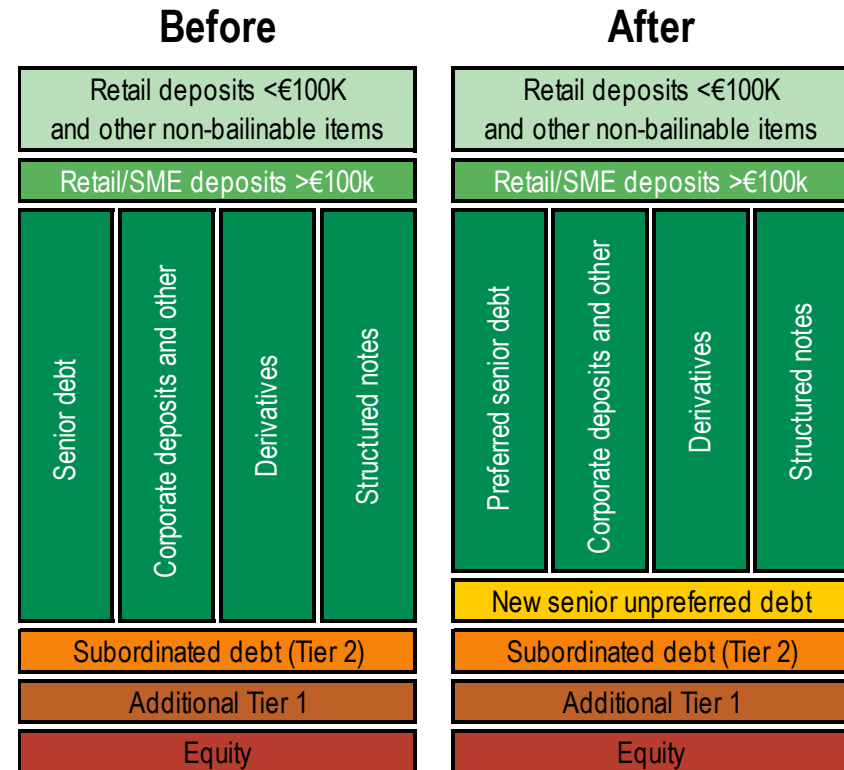 Before
Retail deposits <€100K
and other non-bailinable items
Retail/SME deposits >€100k
Senior debt
Corporate deposits and other
Derivatives
Structured notes
Subordinated debt (Tier 2)
Additional Tier 1
Equity
After
Retail deposits <€100K
and other non-bailinable items
Retail/SME deposits >€100k
Preferred senior debt
Corporate deposits and other
Derivatives
Structured notes
New senior unpreferred debt
Subordinated debt (Tier 2)
Additional Tier 1
Equity